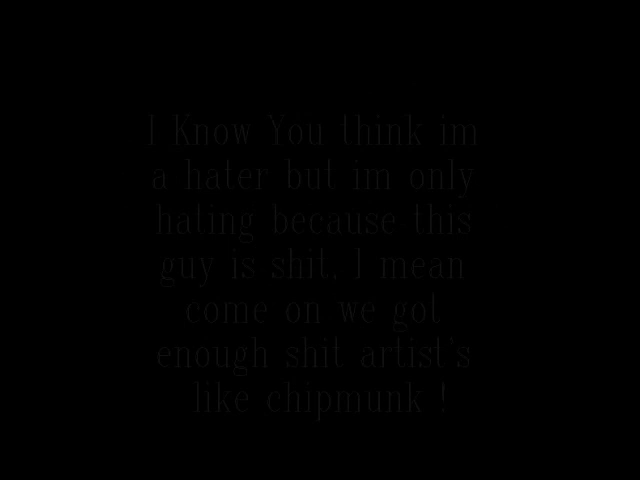 I Know You think im
a hater but im only
hating because this
guy is shit. I mean
come on we got
enough shit artist's
like chipmunk !